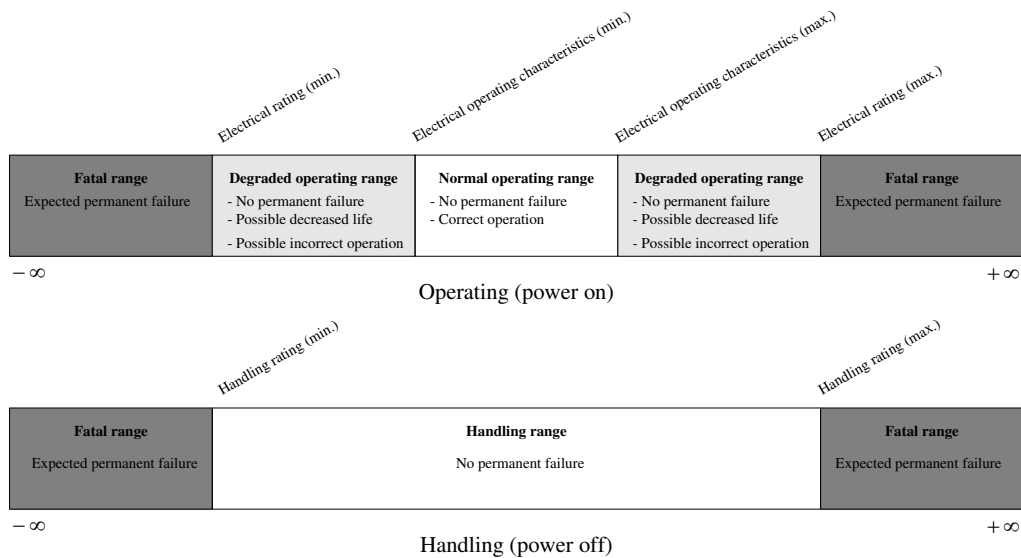 Electrical rating (min.)
Electrical operating characteristics (min.)
Electrical operating characteristics (max.)
Electrical rating (max.)
Fatal range
Expected permanent failure
Degraded operating range
- No permanent failure
- Possible decreased life
- Possible incorrect operation
Normal operating range
- No permanent failure
- Correct operation
Degraded operating range
- No permanent failure
- Possible decreased life
- Possible incorrect operation
Fatal range
Expected permanent failure
− ∞
+ ∞
Operating (power on)
Handling rating (min.)
Handling rating (max.)
Fatal range
Expected permanent failure
Handling range
No permanent failure
Fatal range
Expected permanent failure
− ∞
+ ∞
Handling (power off)